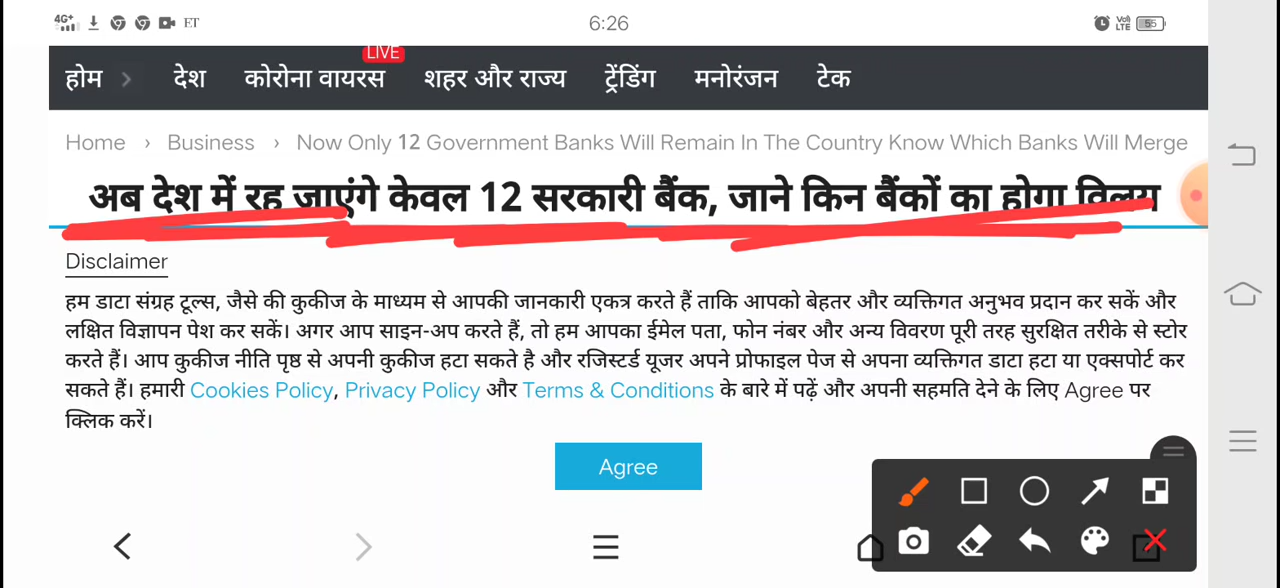 4G+ ET 6:26 Vo) LTE 55
LIVE
होम › देश कोरोना वायरस शहर और राज्य ट्रेंडिंग मनोरंजन टेक
Home › Business › Now Only 12 Government Banks Will Remain In The Country Know Which Banks Will Merge
अब देश में रह जाएंगे केवल 12 सरकारी बैंक, जाने किन बैंकों का होगा विलय
Disclaimer
हम डाटा संग्रह टूल्स, जैसे की कुकीज के माध्यम से आपकी जानकारी एकत्र करते हैं ताकि आपको बेहतर और व्यक्तिगत अनुभव प्रदान कर सकें और
लक्षित विज्ञापन पेश कर सकें। अगर आप साइन-अप करते हैं, तो हम आपका ईमेल पता, फोन नंबर और अन्य विवरण पूरी तरह सुरक्षित तरीके से स्टोर
करते हैं। आप कुकीज नीति पृष्ठ से अपनी कुकीज हटा सकते है और रजिस्टर्ड यूजर अपने प्रोफाइल पेज से अपना व्यक्तिगत डाटा हटा या एक्सपोर्ट कर
सकते हैं। हमारी Cookies Policy, Privacy Policy और Terms & Conditions के बारे में पढ़ें और अपनी सहमति देने के लिए Agree पर
क्लिक करें।
Agree